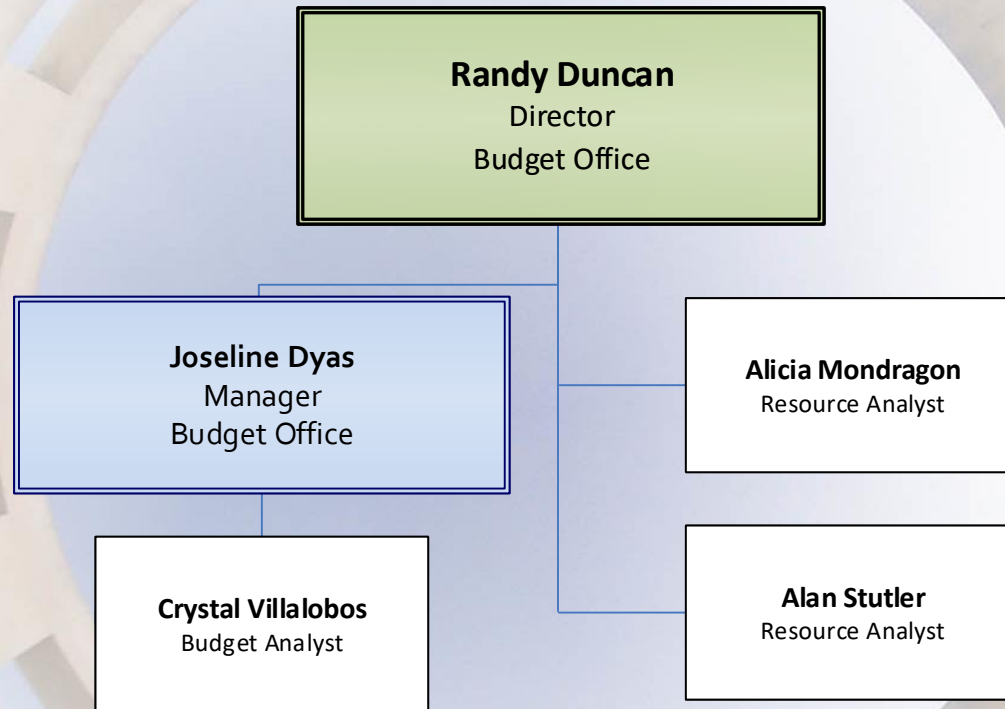 Randy Duncan
Director
Budget Office
Joseline Dyas
Manager
Budget Office
Alicia Mondragon
Resource Analyst
Crystal Villalobos
Budget Analyst
Alan Stutler
Resource Analyst